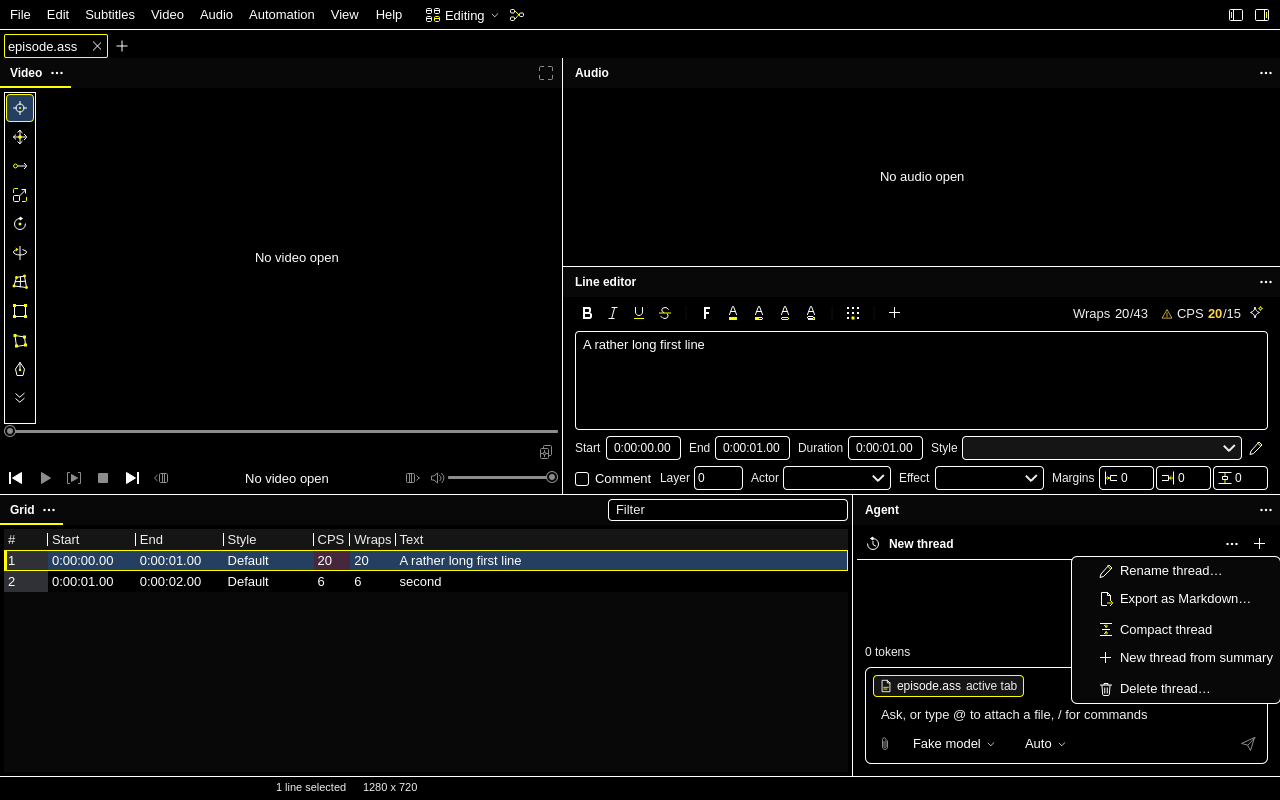 File Edit Subtitles Video Audio Automation View Help Editing
episode.ass
Video
Audio
No video open
No audio open
Line editor
B I U S F A A A A Wraps 20/43 CPS 20/15
A rather long first line
Start 0:00:00.00 End 0:00:01.00 Duration 0:00:01.00 Style
Comment Layer 0 Actor Effect Margins 0 0 0
No video open
Grid
Filter
# Start End Style CPS Wraps Text
1 0:00:00.00 0:00:01.00 Default 20 20 A rather long first line
2 0:00:01.00 0:00:02.00 Default 6 6 second
Agent
New thread
Rename thread…
Export as Markdown…
Compact thread
New thread from summary
Delete thread…
0 tokens
episode.ass active tab
Ask, or type @ to attach a file, / for commands
Fake model Auto
1 line selected 1280 x 720